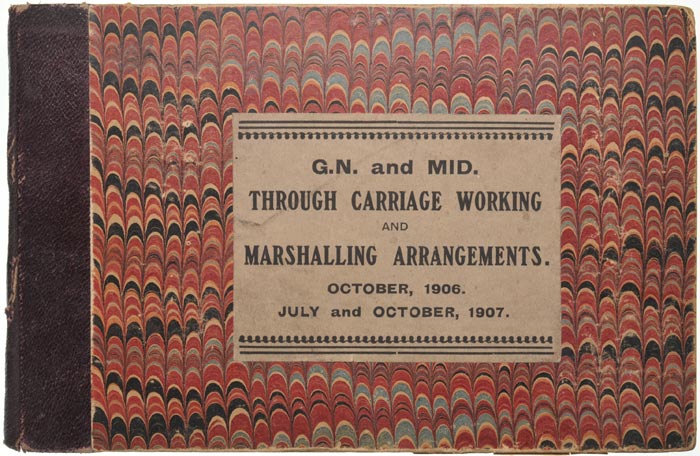 G.N. and MID.
THROUGH CARRIAGE WORKING
AND
MARSHALLING ARRANGEMENTS.
OCTOBER, 1906.
JULY and OCTOBER, 1907.